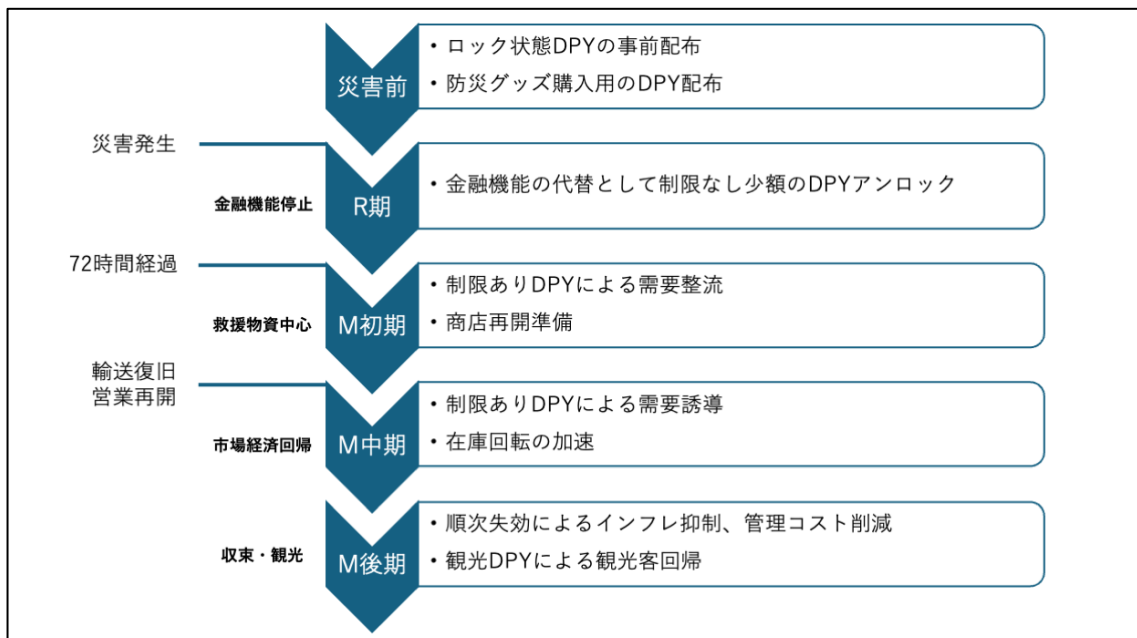 ・ロック状態DPYの事前配布
災害前
・防災グッズ購入用のDPY配布
災害発生
・金融機能の代替として制限なし少額のDPYアンロック
金融機能停止
R期
72時間経過
・制限ありDPYによる需要整流
救援物資中心
M初期
・商店再開準備
輸送復旧
営業再開
・制限ありDPYによる需要誘導
市場経済回帰
M中期
・在庫回転の加速
・順次失効によるインフレ抑制、管理コスト削減
収束・観光
M後期
・観光DPYによる観光客回帰